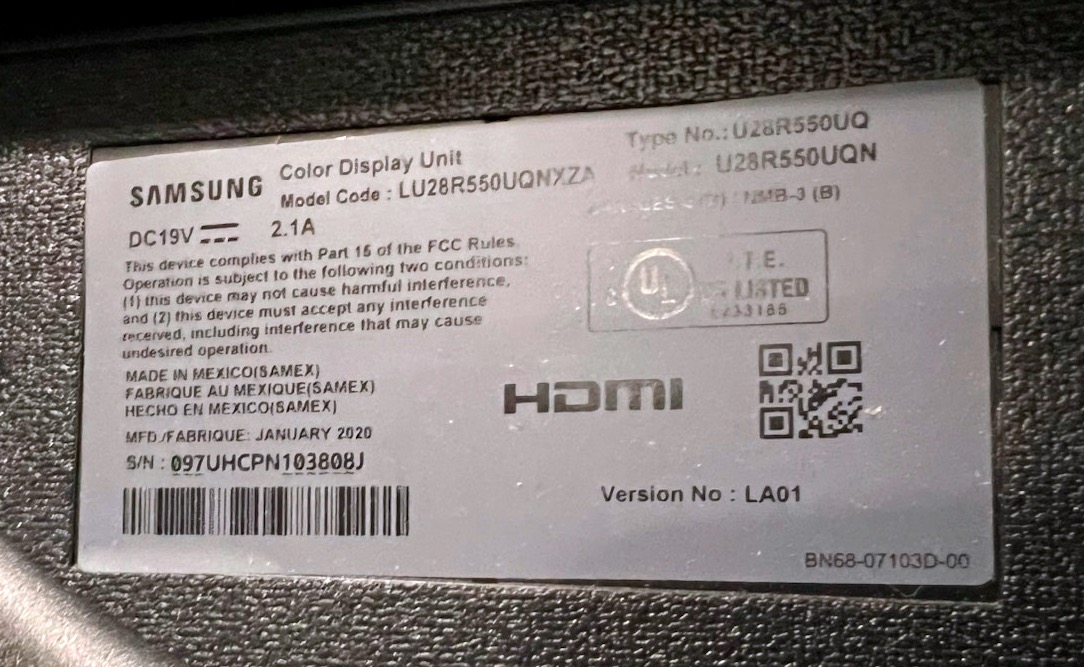 SAMSUNG
Color Display Unit
Model Code : LU28R550UQNXZA
DC19V 2.1A
This device complies with Part 15 of the FCC Rules.
Operation is subject to the following two conditions:
(1) this device may not cause harmful interference,
and (2) this device must accept any interference
received, including interference that may cause
undesired operation.
MADE IN MEXICO(SAMEX)
FABRIQUE AU MEXIQUE(SAMEX)
HECHO EN MEXICO(SAMEX)
MFD./FABRIQUE: JANUARY 2020
S/N : 097UHCPN103808J
Type No.: U28R550UQ
Model : U28R550UQN
NMB-3 (B)
UL
I.T.E.
LISTED
E233186
HDMI
Version No : LA01
BN68-07103D-00